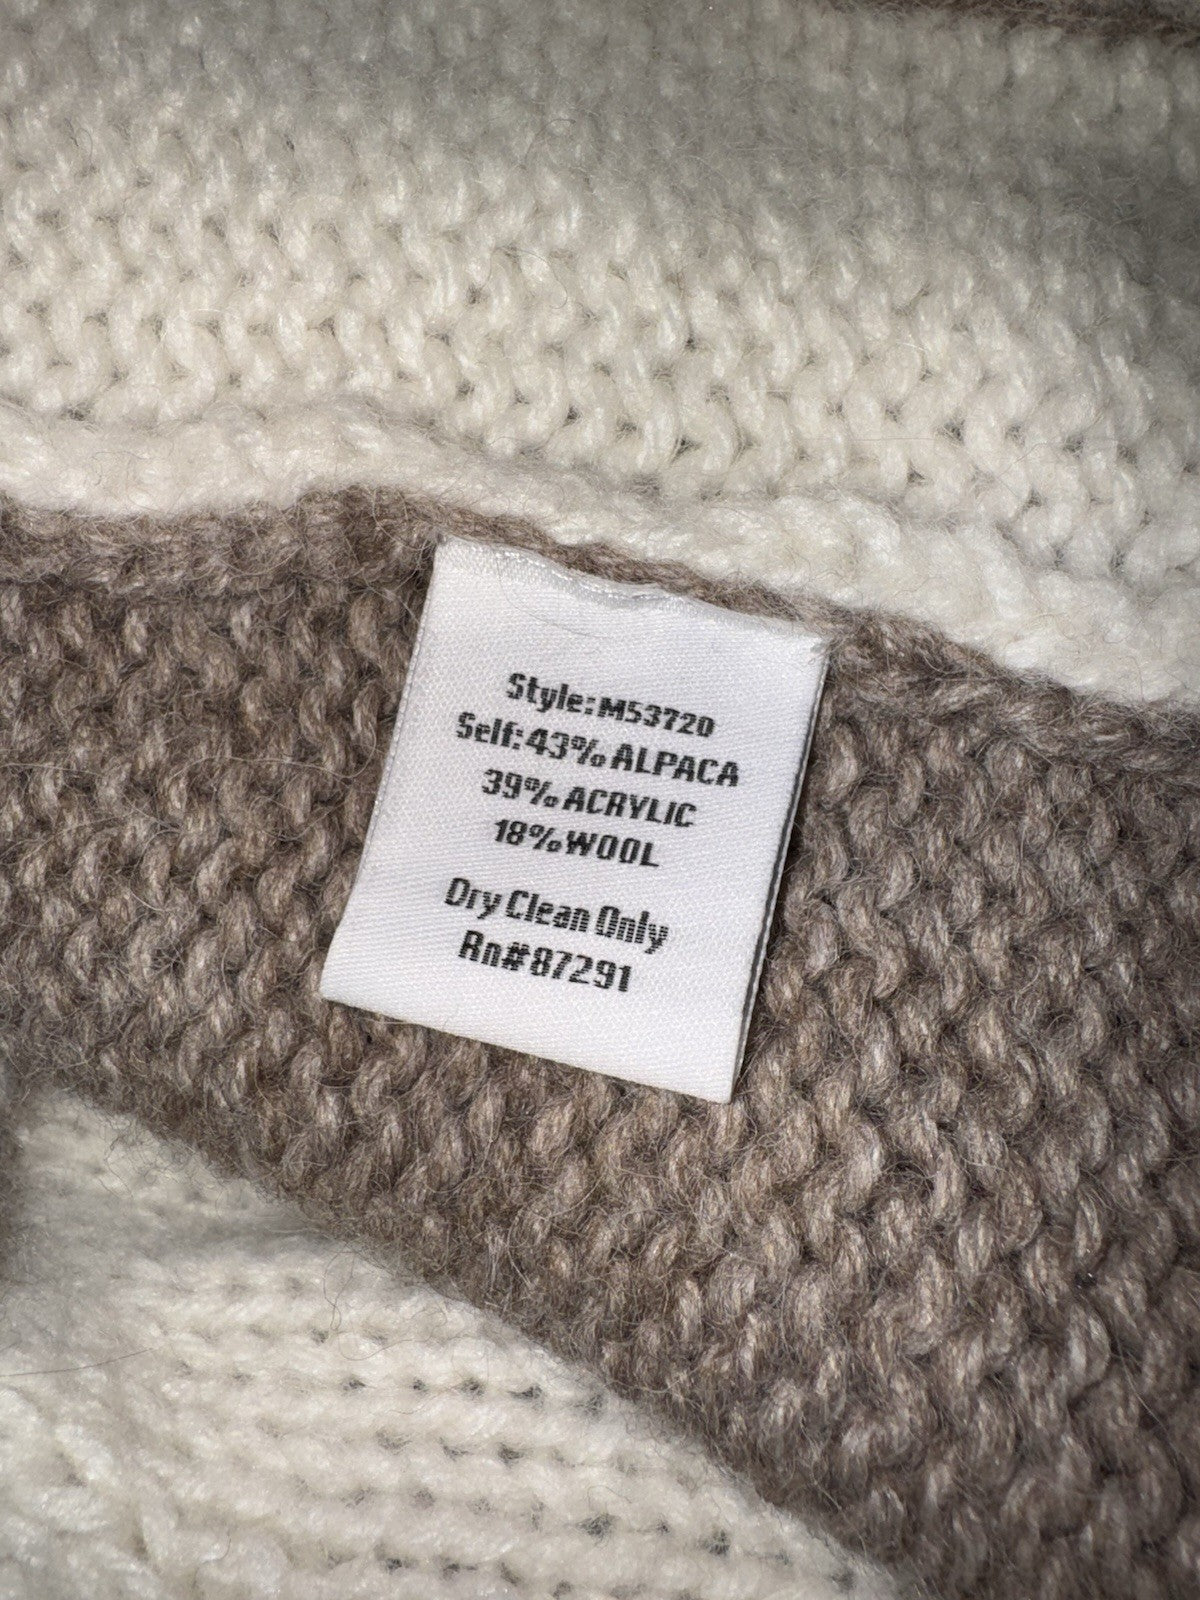 Style:M53720
Self:43% ALPACA
39% ACRYLIC
18% WOOL
Dry Clean Only
Rn#87291